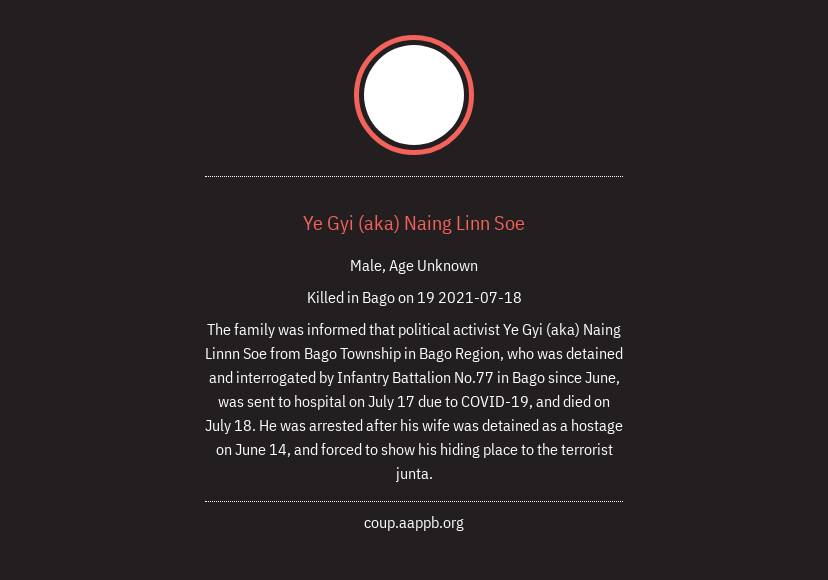 Ye Gyi (aka) Naing Linn Soe
Male, Age Unknown
Killed in Bago on 19 2021-07-18
The family was informed that political activist Ye Gyi (aka) Naing
Linnn Soe from Bago Township in Bago Region, who was detained
and interrogated by Infantry Battalion No.77 in Bago since June,
was sent to hospital on July 17 due to COVID-19, and died on
July 18. He was arrested after his wife was detained as a hostage
on June 14, and forced to show his hiding place to the terrorist
junta.
coup.aappb.org